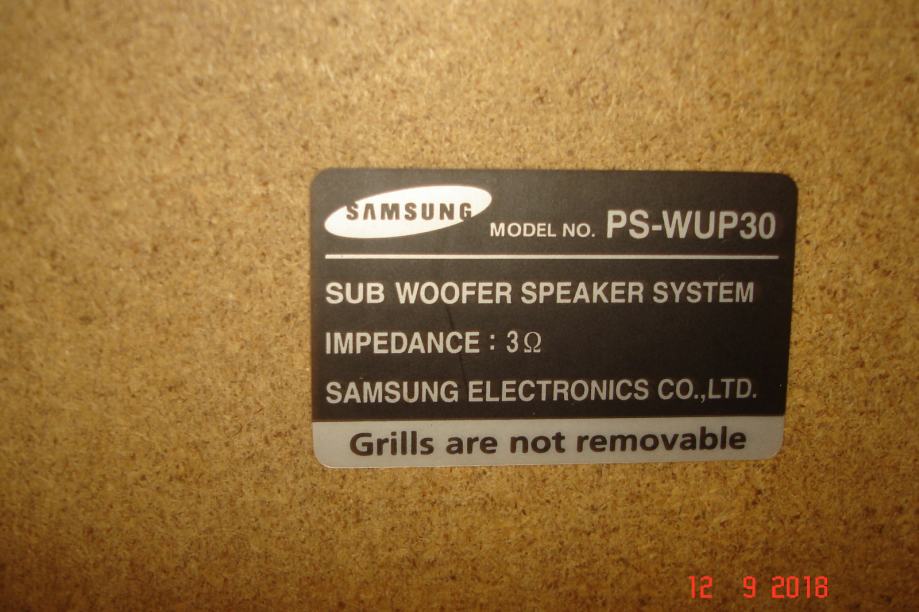 SAMSUNG MODEL NO. PS-WUP30
SUB WOOFER SPEAKER SYSTEM
IMPEDANCE : 3Ω
SAMSUNG ELECTRONICS CO.,LTD.
Grills are not removable
12 9 2018